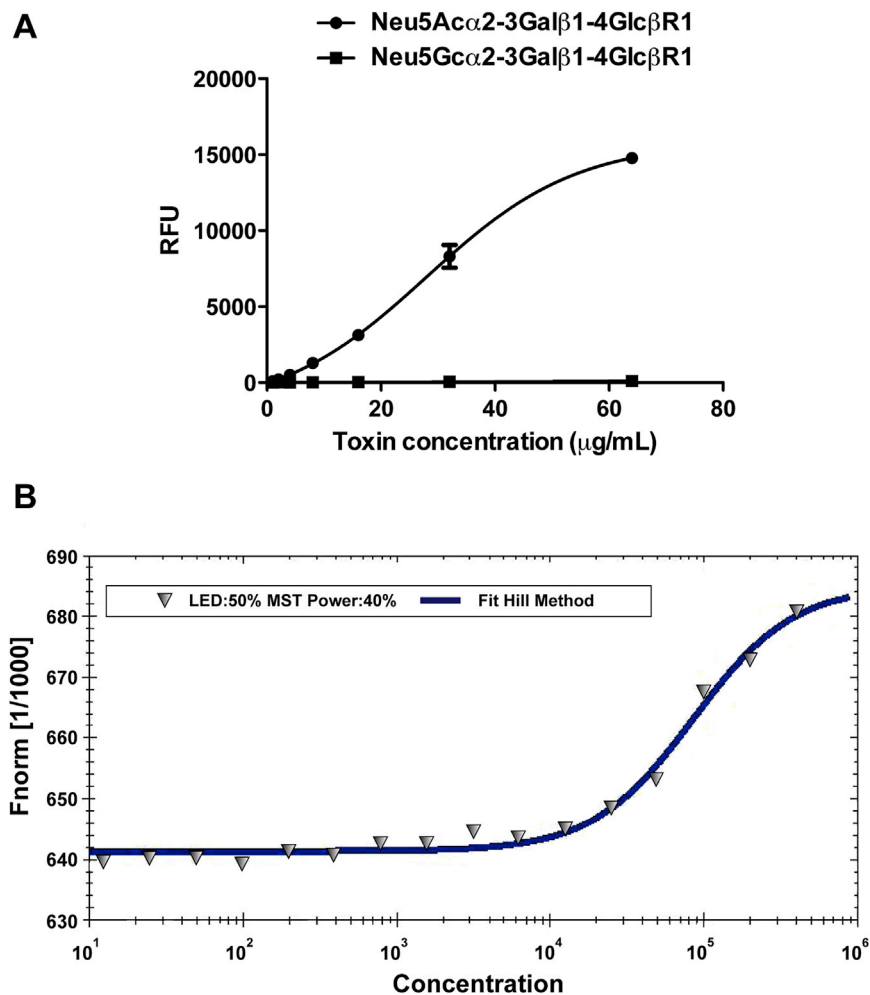 A
Neu5Acα2-3Galβ1-4GlcβR1
Neu5Gcα2-3Galβ1-4GlcβR1
20000
15000
10000
5000
0
RFU
0 20 40 60 80
Toxin concentration (μg/mL)
B
690
680
670
660
650
640
630
Fnorm [1/1000]
LED:50% MST Power:40% Fit Hill Method
10¹ 10² 10³ 10⁴ 10⁵ 10⁶
Concentration